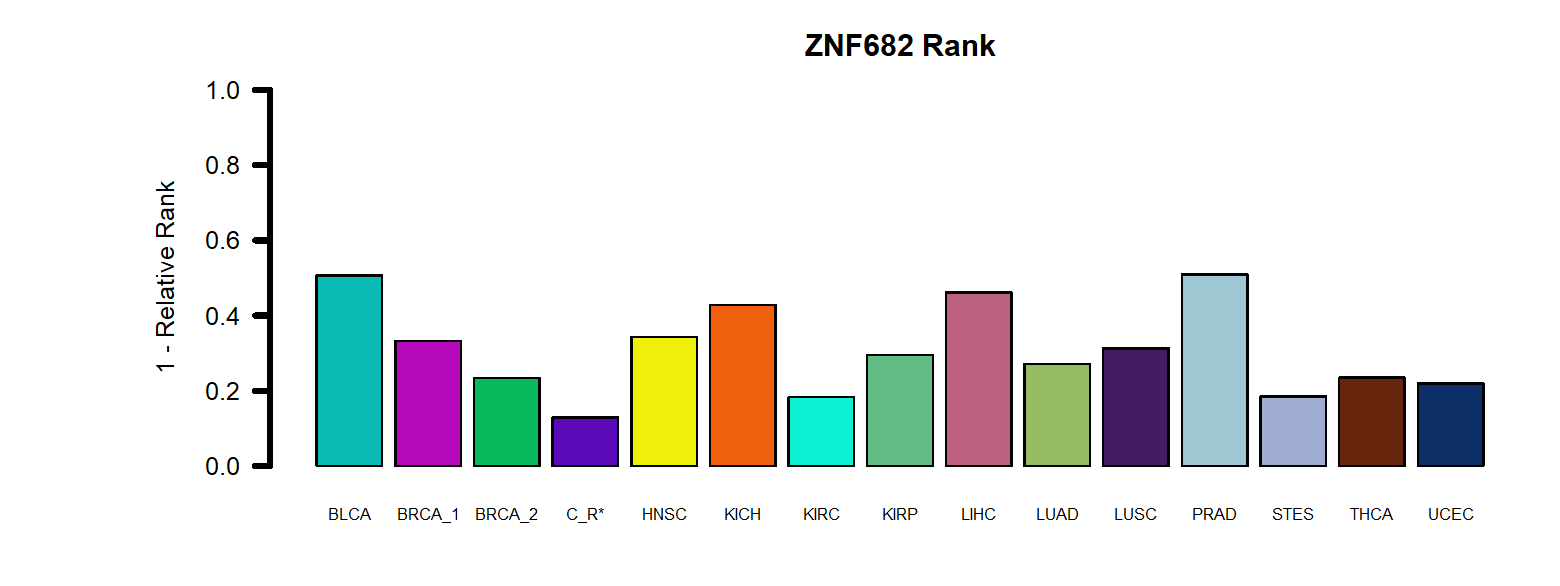 ZNF682 Rank
1 - Relative Rank
1.0
0.8
0.6
0.4
0.2
0.0
BLCA BRCA_1 BRCA_2 C_R* HNSC KICH KIRC KIRP LIHC LUAD LUSC PRAD STES THCA UCEC